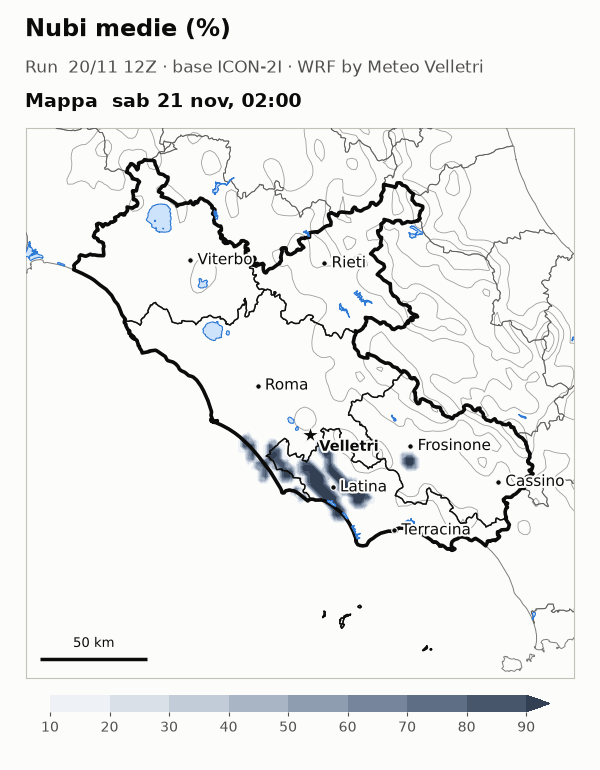 Nubi medie (%)
Run 20/11 12Z · base ICON-2I · WRF by Meteo Velletri
Mappa sab 21 nov, 02:00
Viterbo
Rieti
Roma
Velletri
Frosinone
Latina
Cassino
Terracina
50 km
10 20 30 40 50 60 70 80 90